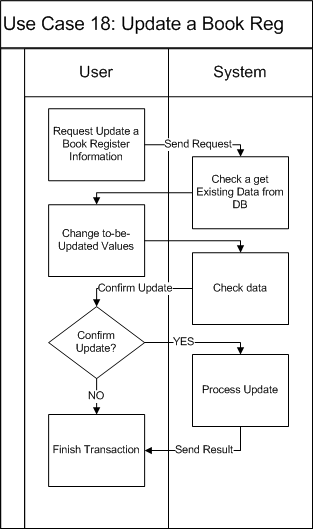 Use Case 18: Update a Book Reg
User
System
Request Update a
Book Register
Information
Send Request
Check a get
Existing Data from
DB
Change to-be-
Updated Values
Check data
Confirm Update
Confirm
Update?
YES
Process Update
NO
Finish Transaction
Send Result